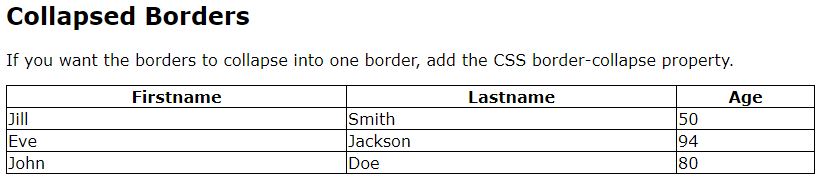 Collapsed Borders
If you want the borders to collapse into one border, add the CSS border-collapse property.
Firstname Lastname Age
Jill Smith 50
Eve Jackson 94
John Doe 80